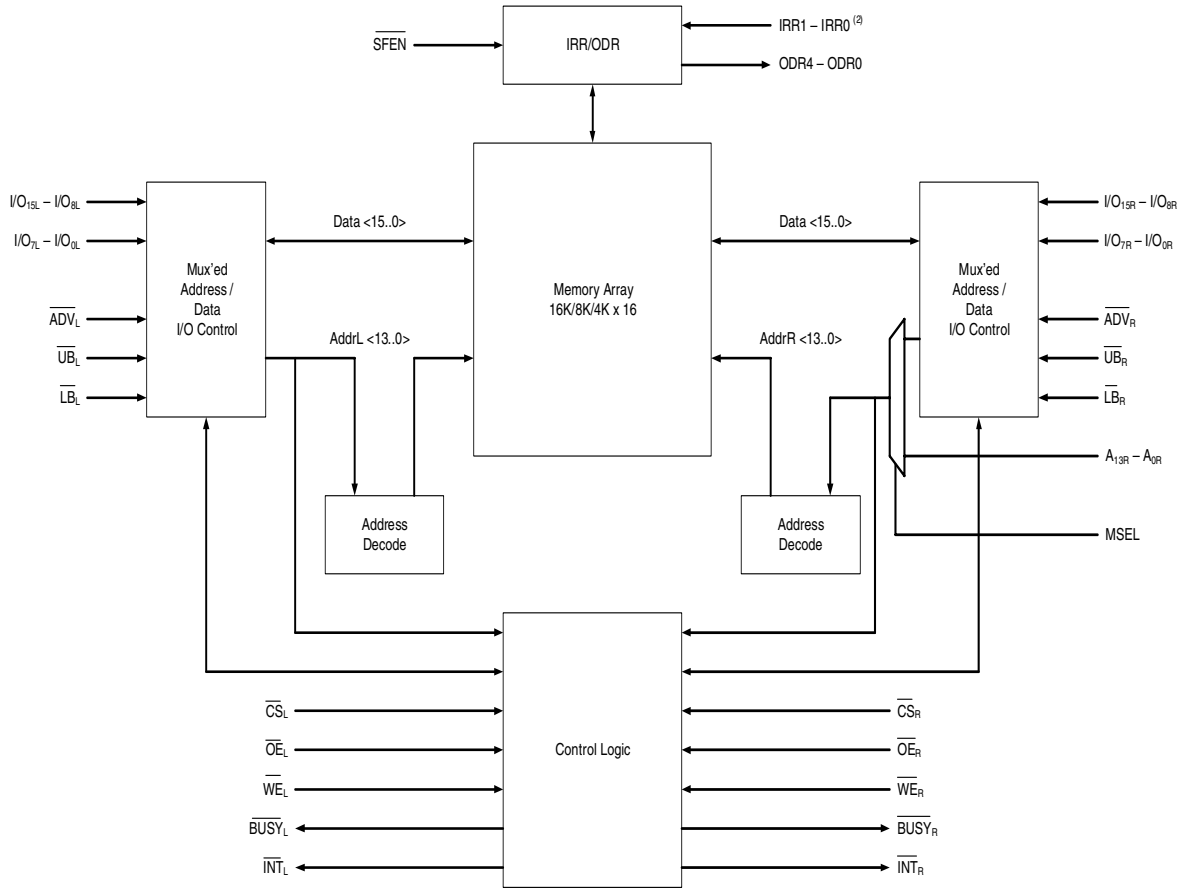 IRR1 – IRR0 (2)
SFEN
IRR/ODR
ODR4 – ODR0
I/O15L – I/O8L
I/O7L – I/O0L
ADVL
UBL
LBL
Mux'ed
Address /
Data
I/O Control
Data <15..0>
AddrL <13..0>
Memory Array
16K/8K/4K x 16
Data <15..0>
AddrR <13..0>
Mux'ed
Address /
Data
I/O Control
I/O15R – I/O8R
I/O7R – I/O0R
ADVR
UBR
LBR
A13R – A0R
MSEL
Address
Decode
Address
Decode
Control Logic
CSL
OEL
WEL
BUSYL
INTL
CSR
OER
WER
BUSYR
INTR